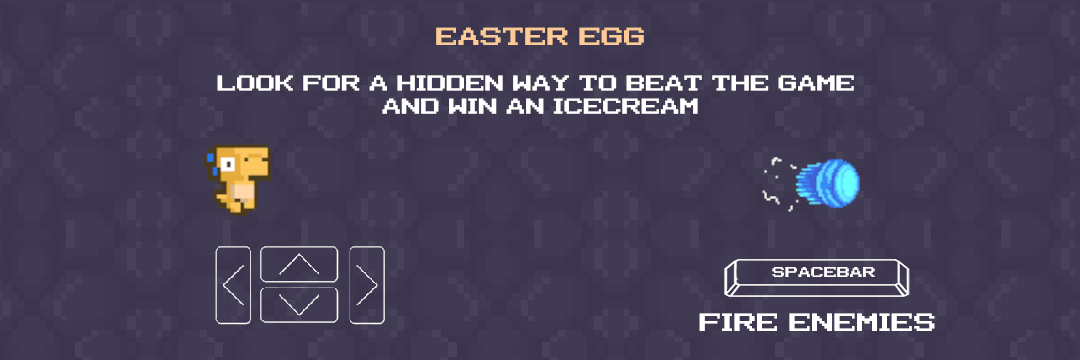 EASTER EGG
LOOK FOR A HIDDEN WAY TO BEAT THE GAME
AND WIN AN ICECREAM
SPACEBAR
FIRE ENEMIES